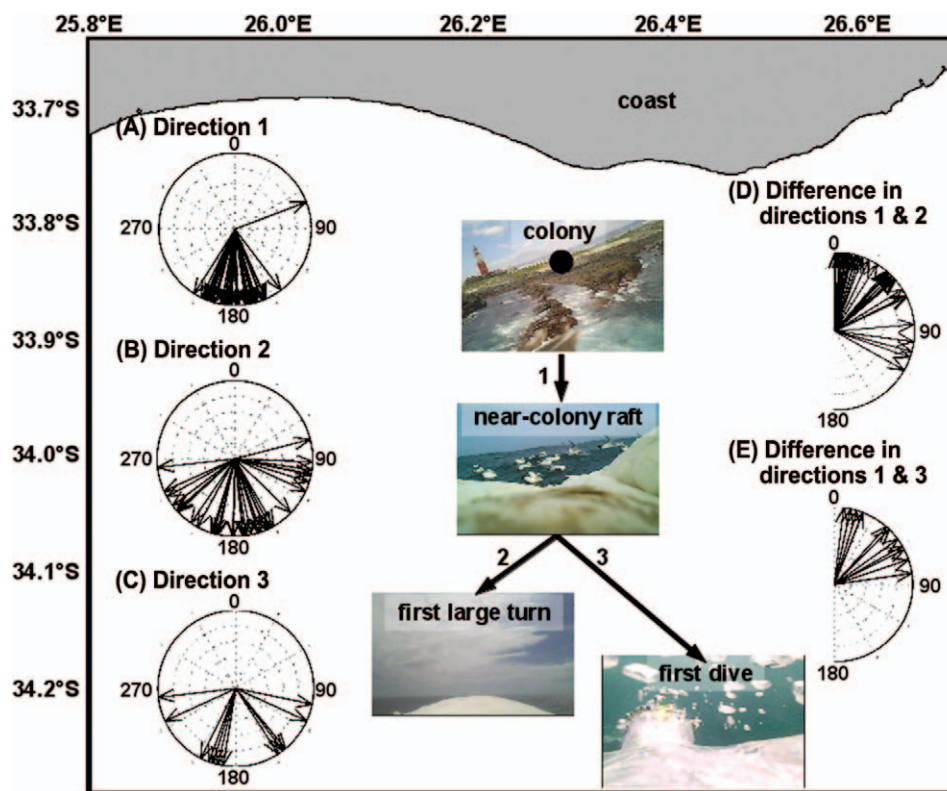 25.8°E 26.0°E 26.2°E 26.4°E 26.6°E
33.7°S
33.8°S
33.9°S
34.0°S
34.1°S
34.2°S
coast
(A) Direction 1
0
270
90
180
(B) Direction 2
0
270
90
180
(C) Direction 3
0
270
90
180
colony
1
near-colony raft
2
3
first large turn
first dive
(D) Difference in
directions 1 & 2
0
90
180
(E) Difference in
directions 1 & 3
0
90
180